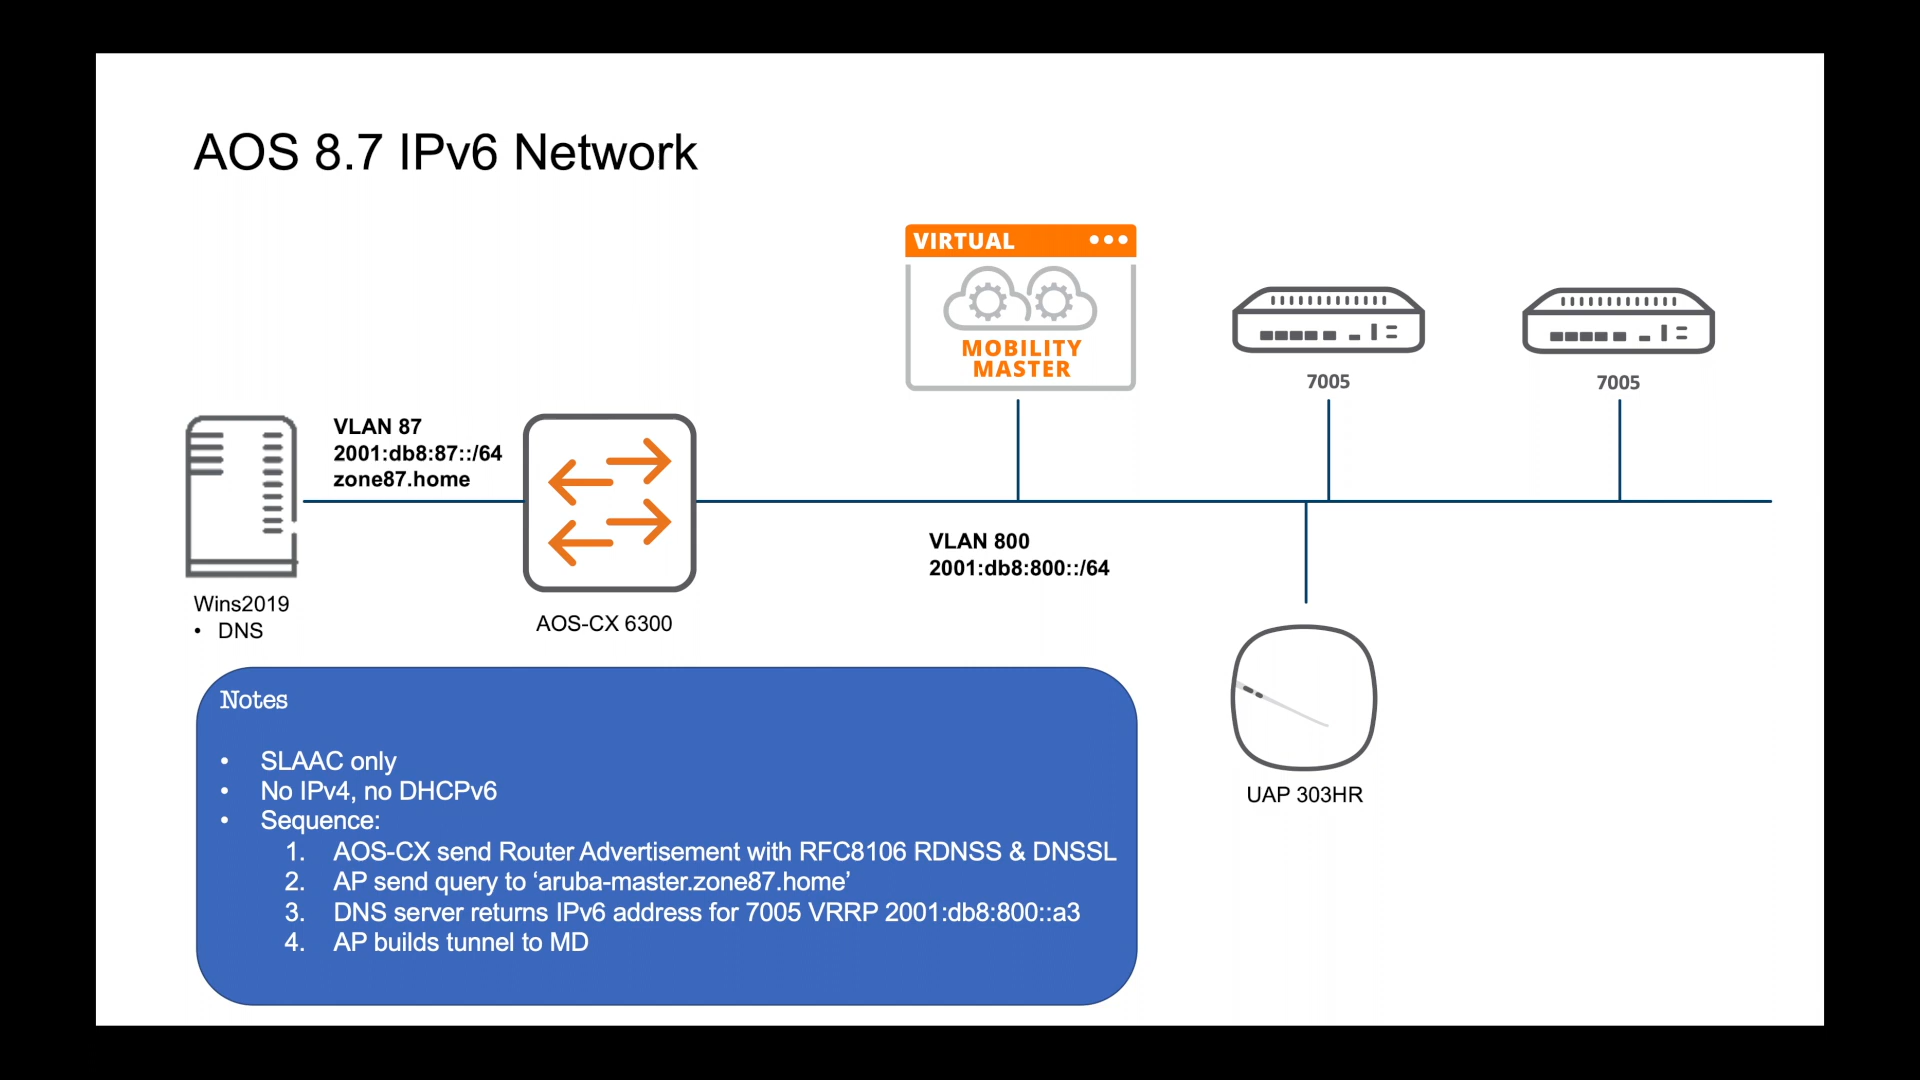 AOS 8.7 IPv6 Network
VIRTUAL
MOBILITY
MASTER
7005
7005
VLAN 87
2001:db8:87::/64
zone87.home
VLAN 800
2001:db8:800::/64
Wins2019
• DNS
AOS-CX 6300
UAP 303HR
Notes
• SLAAC only
• No IPv4, no DHCPv6
• Sequence:
1. AOS-CX send Router Advertisement with RFC8106 RDNSS & DNSSL
2. AP send query to ‘aruba-master.zone87.home’
3. DNS server returns IPv6 address for 7005 VRRP 2001:db8:800::a3
4. AP builds tunnel to MD